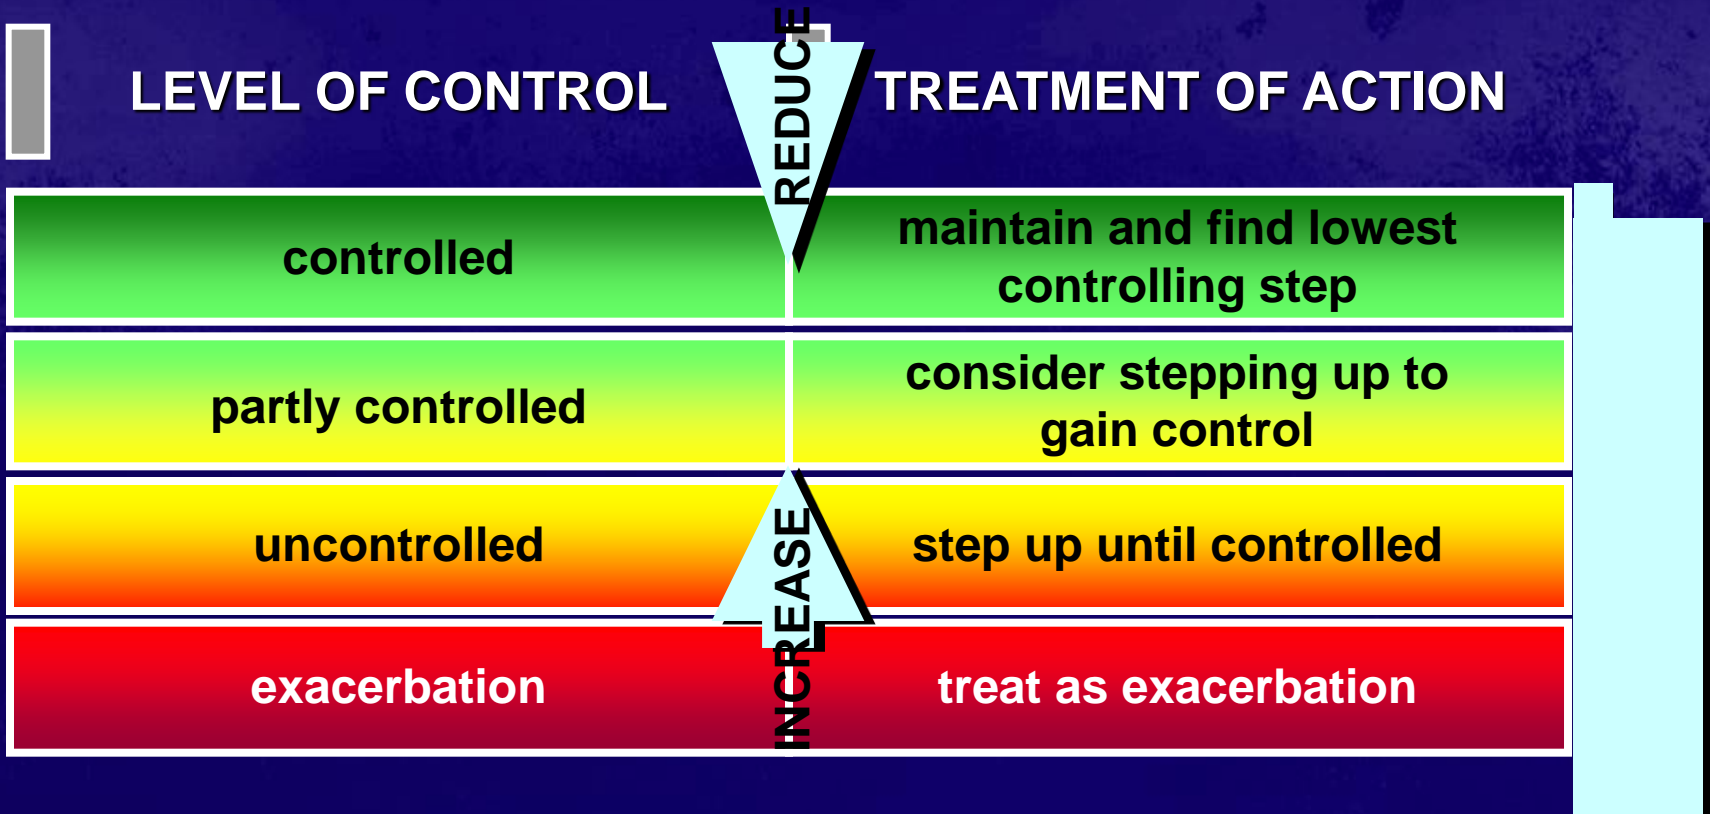 LEVEL OF CONTROL
REDUCE
TREATMENT OF ACTION
controlled
maintain and find lowest
controlling step
partly controlled
consider stepping up to
gain control
uncontrolled
INCREASE
step up until controlled
exacerbation
treat as exacerbation